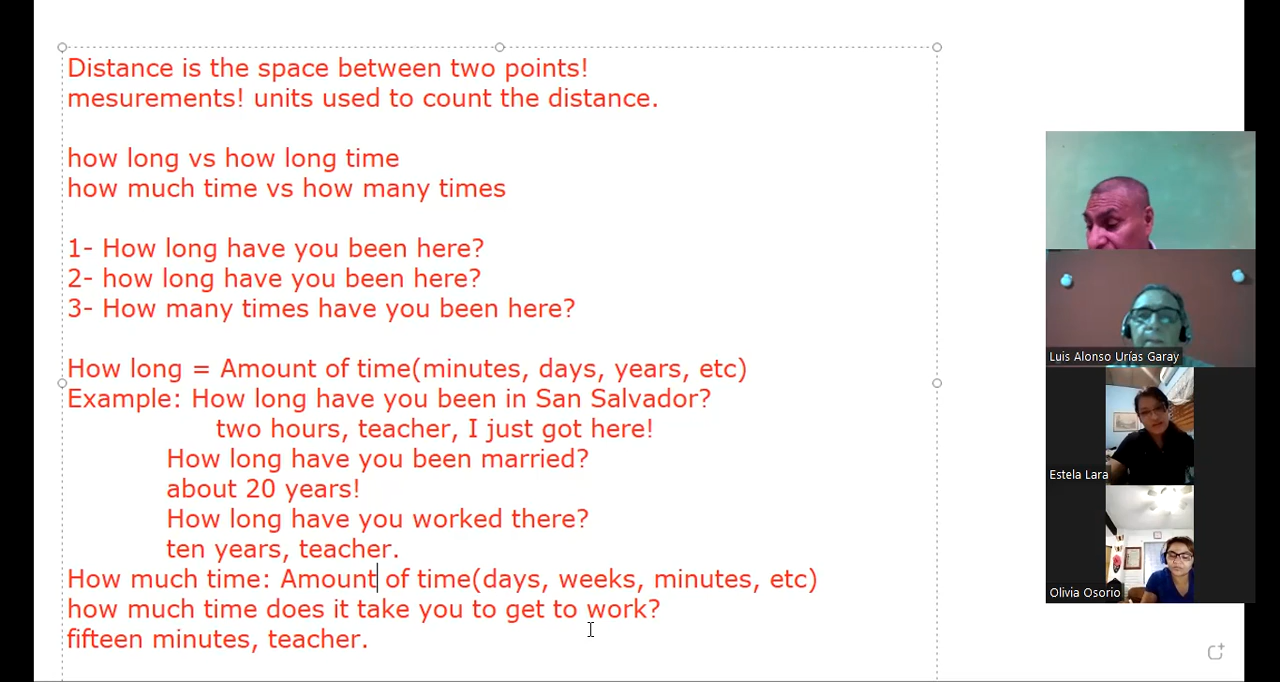 Distance is the space between two points!
mesurements! units used to count the distance.
how long vs how long time
how much time vs how many times
1- How long have you been here?
2- how long have you been here?
3- How many times have you been here?
How long = Amount of time(minutes, days, years, etc)
Example: How long have you been in San Salvador?
two hours, teacher, I just got here!
How long have you been married?
about 20 years!
How long have you worked there?
ten years, teacher.
How much time: Amount of time(days, weeks, minutes, etc)
how much time does it take you to get to work?
fifteen minutes, teacher.
Luis Alonso Urías Garay
Estela Lara
Olivia Osorio